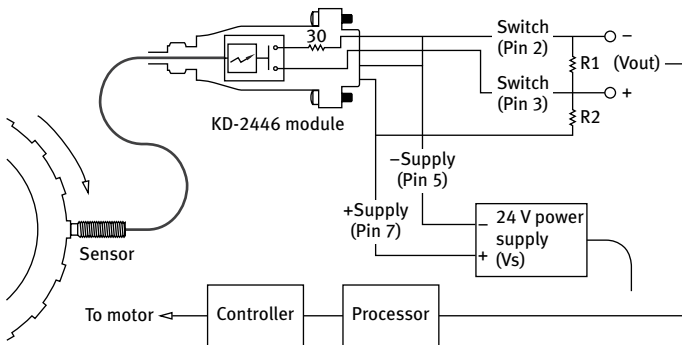 30
Switch
(Pin 2)
−
R1
(Vout)
Switch
(Pin 3)
+
R2
KD-2446 module
−Supply
(Pin 5)
+Supply
(Pin 7)
−
24 V power
supply
(Vs)
+
Sensor
To motor
Controller
Processor